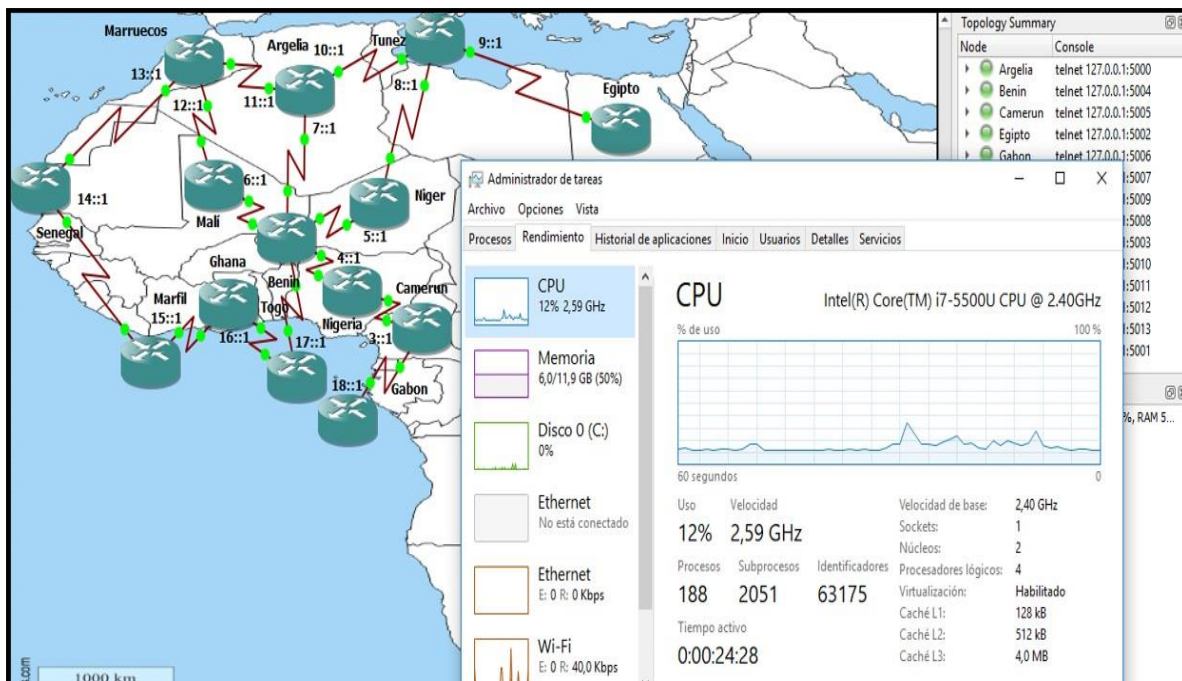 Marruecos
Argelia
10::1
Tunez
9::1
13::1
12::1
11::1
8::1
7::1
Egipto
6::1
Malí
Niger
5::1
14::1
Senegal
Ghana
Benin
4::1
Camerun
Marfil
15::1
Togo
16::1
17::1
Nigeria
3::1
18::1
Gabon
1000 km
Topology Summary
Node Console
Argelia telnet 127.0.0.1:5000
Benin telnet 127.0.0.1:5004
Camerun telnet 127.0.0.1:5005
Egipto telnet 127.0.0.1:5002
Gabon telnet 127.0.0.1:5006
:5007
:5009
:5008
:5003
:5010
:5011
:5012
:5013
:5001
%, RAM 5...
Administrador de tareas
Archivo Opciones Vista
Procesos Rendimiento Historial de aplicaciones Inicio Usuarios Detalles Servicios
CPU
12% 2,59 GHz
Memoria
6,0/11,9 GB (50%)
Disco 0 (C:)
0%
Ethernet
No está conectado
Ethernet
E: 0 R: 0 Kbps
Wi-Fi
E: 0 R: 40,0 Kbps
CPU Intel(R) Core(TM) i7-5500U CPU @ 2.40GHz
% de uso 100 %
60 segundos 0
Uso Velocidad
12% 2,59 GHz
Procesos Subprocesos Identificadores
188 2051 63175
Tiempo activo
0:00:24:28
Velocidad de base: 2,40 GHz
Sockets: 1
Núcleos: 2
Procesadores lógicos: 4
Virtualización: Habilitado
Caché L1: 128 kB
Caché L2: 512 kB
Caché L3: 4,0 MB